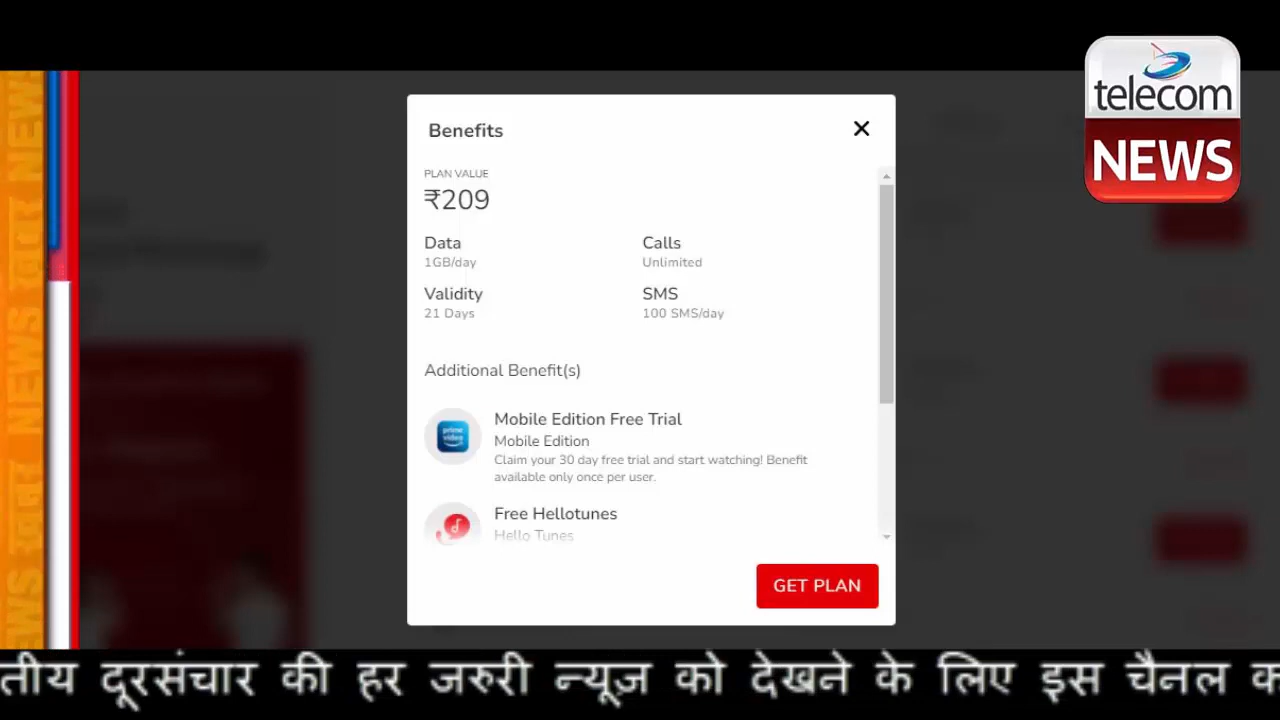 telecom
NEWS
Benefits
PLAN VALUE
₹209
Data
1GB/day
Calls
Unlimited
Validity
21 Days
SMS
100 SMS/day
Additional Benefit(s)
prime video
Mobile Edition Free Trial
Mobile Edition
Claim your 30 day free trial and start watching! Benefit
available only once per user.
Free Hellotunes
Hello Tunes
GET PLAN
तीय दूरसंचार की हर जरुरी न्यूज़ को देखने के लिए इस चैनल क